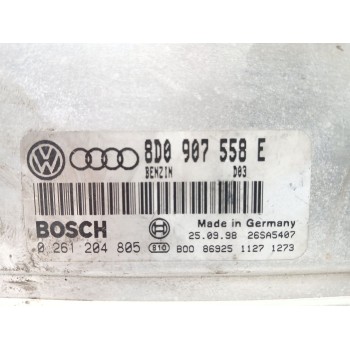 8D0 907 558 E
BENZIN D03
BOSCH
Made in Germany
0 261 204 805
25.09.98 26SA5407
810 800 86925 1127 1273